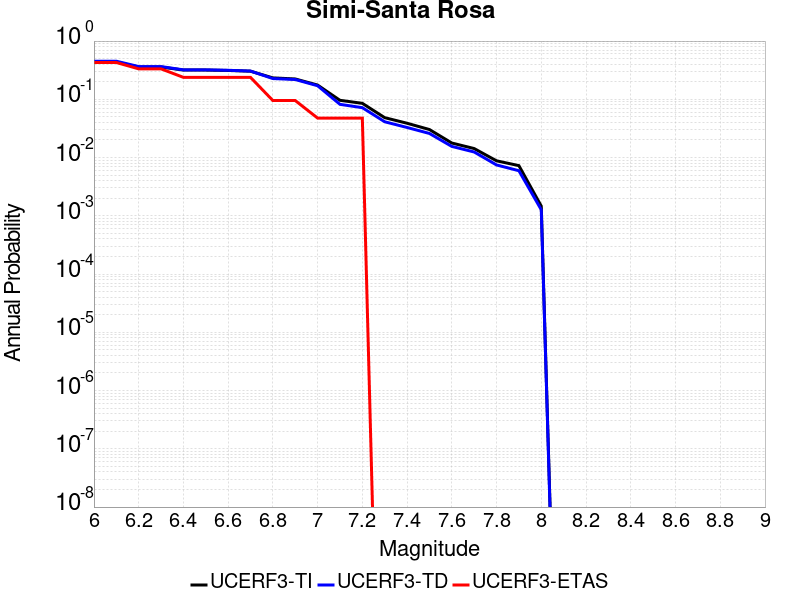 Simi-Santa Rosa
10^0
10^-1
10^-2
10^-3
10^-4
10^-5
10^-6
10^-7
10^-8
Annual Probability
6 6.2 6.4 6.6 6.8 7 7.2 7.4 7.6 7.8 8 8.2 8.4 8.6 8.8 9
Magnitude
UCERF3-TI UCERF3-TD UCERF3-ETAS